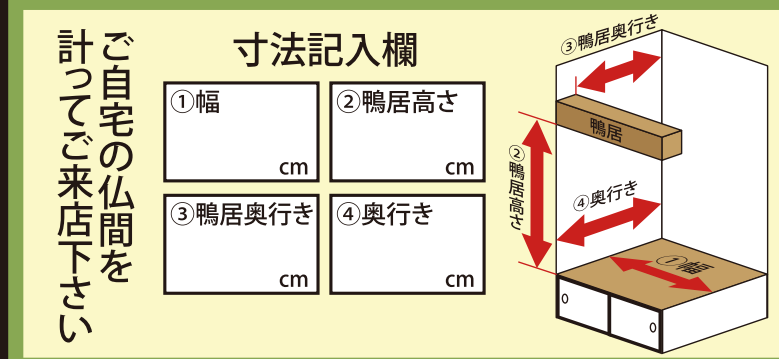 ご自宅の仏間を
計ってご来店下さい
寸法記入欄
①幅
cm
②鴨居高さ
cm
③鴨居奥行き
cm
④奥行き
cm
③鴨居奥行き
鴨居
②鴨居高さ
④奥行き
①幅